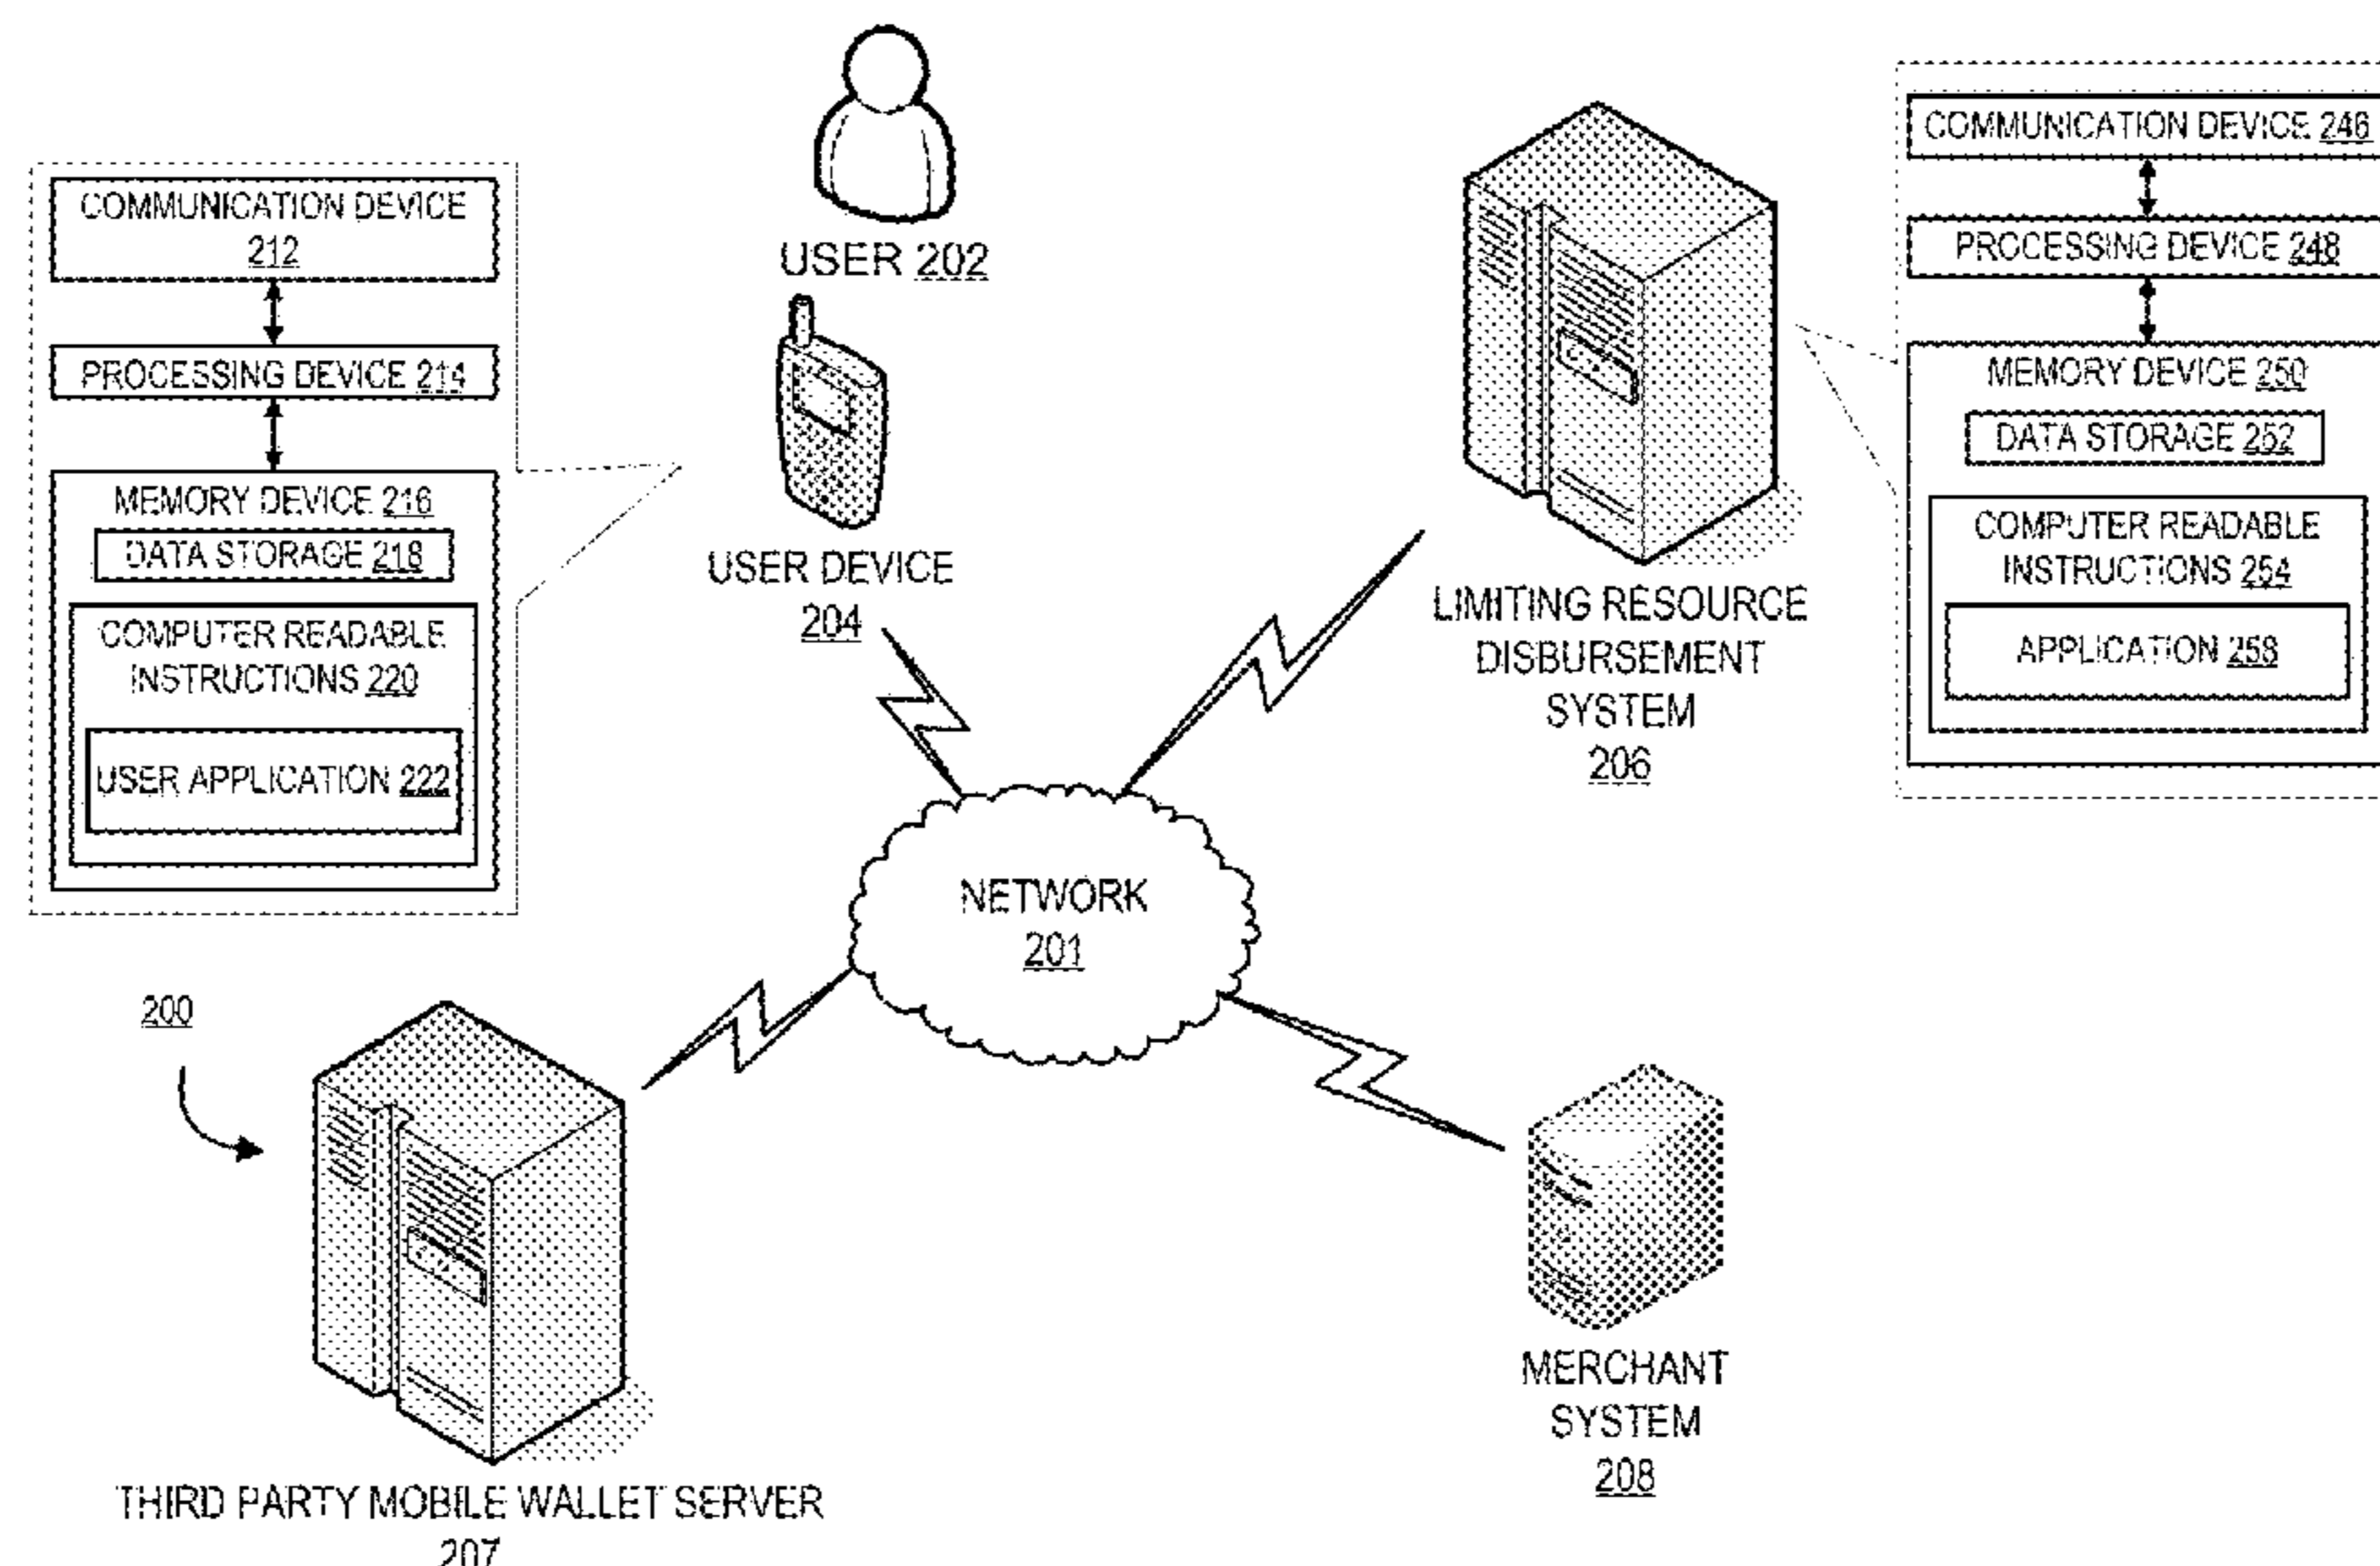 USER 202
COMMUNICATION DEVICE
212
PROCESSING DEVICE 214
MEMORY DEVICE 216
DATA STORAGE 218
COMPUTER READABLE
INSTRUCTIONS 220
USER APPLICATION 222
USER DEVICE
204
LIMITING RESOURCE
DISBURSEMENT
SYSTEM
206
COMMUNICATION DEVICE 246
PROCESSING DEVICE 248
MEMORY DEVICE 250
DATA STORAGE 252
COMPUTER READABLE
INSTRUCTIONS 254
APPLICATION 258
NETWORK
201
200
THIRD PARTY MOBILE WALLET SERVER
207
MERCHANT
SYSTEM
208